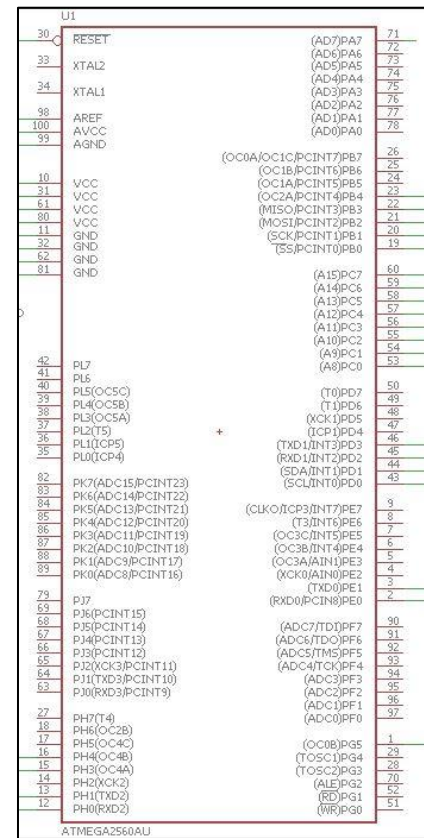 U1
30 RESET
33 XTAL2
34 XTAL1
98 AREF
100 AVCC
99 AGND
10 VCC
31 VCC
61 VCC
80 VCC
11 GND
32 GND
62 GND
81 GND
42 PL7
41 PL6
40 PL5(OC5C)
39 PL4(OC5B)
38 PL3(OC5A)
37 PL2(T5)
36 PL1(ICP5)
35 PL0(ICP4)
82 PK7(ADC15/PCINT23)
83 PK6(ADC14/PCINT22)
84 PK5(ADC13/PCINT21)
85 PK4(ADC12/PCINT20)
86 PK3(ADC11/PCINT19)
87 PK2(ADC10/PCINT18)
88 PK1(ADC9/PCINT17)
89 PK0(ADC8/PCINT16)
79 PJ7
69 PJ6(PCINT15)
68 PJ5(PCINT14)
67 PJ4(PCINT13)
66 PJ3(PCINT12)
65 PJ2(XCK3/PCINT11)
64 PJ1(TXD3/PCINT10)
63 PJ0(RXD3/PCINT9)
27 PH7(T4)
18 PH6(OC2B)
17 PH5(OC4C)
16 PH4(OC4B)
15 PH3(OC4A)
14 PH2(XCK2)
13 PH1(TXD2)
12 PH0(RXD2)
(AD7)PA7 71
(AD6)PA6 72
(AD5)PA5 73
(AD4)PA4 74
(AD3)PA3 75
(AD2)PA2 76
(AD1)PA1 77
(AD0)PA0 78
(OC0A/OC1C/PCINT7)PB7 26
(OC1B/PCINT6)PB6 25
(OC1A/PCINT5)PB5 24
(OC2A/PCINT4)PB4 23
(MISO/PCINT3)PB3 22
(MOSI/PCINT2)PB2 21
(SCK/PCINT1)PB1 20
(SS/PCINT0)PB0 19
(A15)PC7 60
(A14)PC6 59
(A13)PC5 58
(A12)PC4 57
(A11)PC3 56
(A10)PC2 55
(A9)PC1 54
(A8)PC0 53
(T0)PD7 50
(T1)PD6 49
(XCK1)PD5 48
(ICP1)PD4 47
(TXD1/INT3)PD3 46
(RXD1/INT2)PD2 45
(SDA/INT1)PD1 44
(SCL/INT0)PD0 43
(CLKO/ICP3/INT7)PE7 9
(T3/INT6)PE6 8
(OC3C/INT5)PE5 7
(OC3B/INT4)PE4 6
(OC3A/AIN1)PE3 5
(XCK0/AIN0)PE2 4
(TXD0)PE1 3
(RXD0/PCIN8)PE0 2
(ADC7/TDI)PF7 90
(ADC6/TDO)PF6 91
(ADC5/TMS)PF5 92
(ADC4/TCK)PF4 93
(ADC3)PF3 94
(ADC2)PF2 95
(ADC1)PF1 96
(ADC0)PF0 97
(OC0B)PG5 1
(TOSC1)PG4 29
(TOSC2)PG3 28
(ALE)PG2 70
(RD)PG1 52
(WR)PG0 51
ATMEGA2560AU